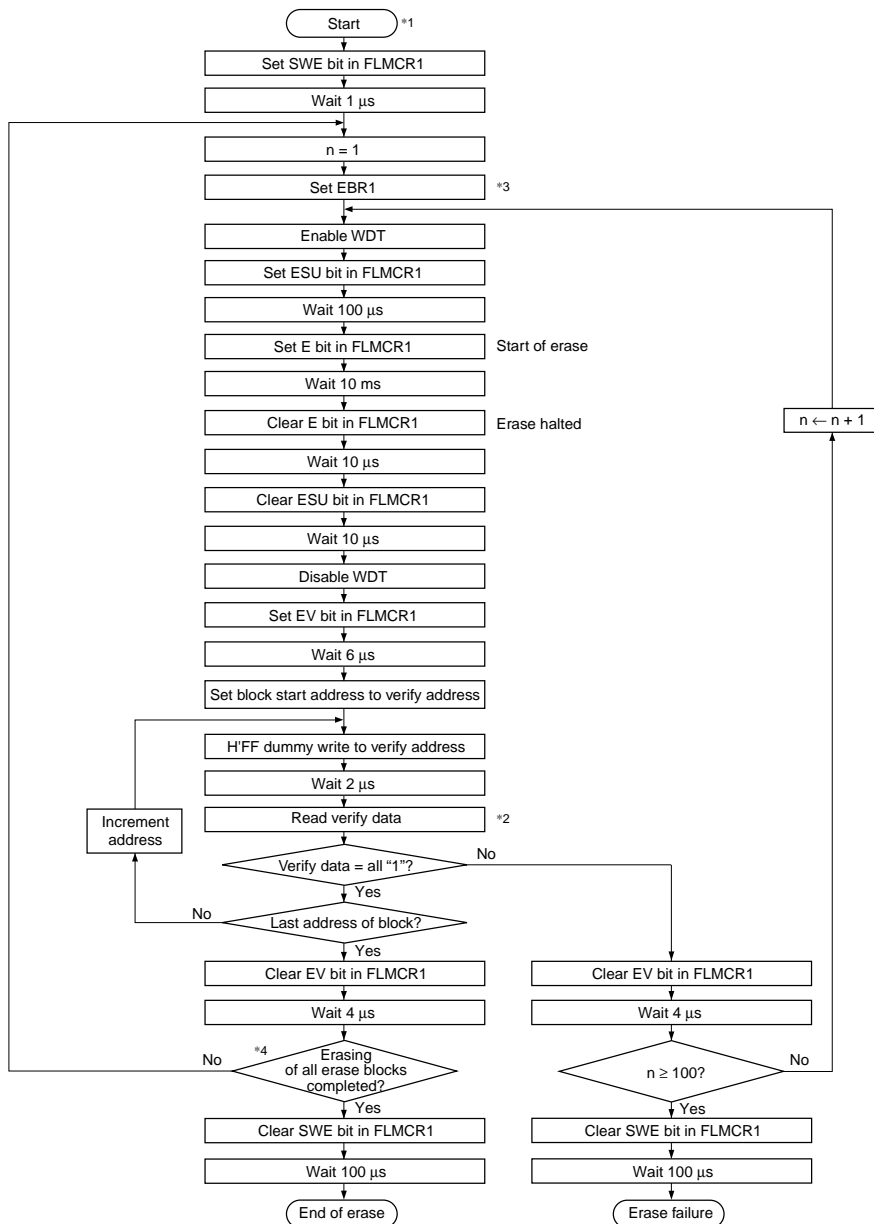 Start *1
Set SWE bit in FLMCR1
Wait 1 μs
n = 1
Set EBR1 *3
Enable WDT
Set ESU bit in FLMCR1
Wait 100 μs
Set E bit in FLMCR1 Start of erase
Wait 10 ms
Clear E bit in FLMCR1 Erase halted
n ← n + 1
Wait 10 μs
Clear ESU bit in FLMCR1
Wait 10 μs
Disable WDT
Set EV bit in FLMCR1
Wait 6 μs
Set block start address to verify address
H'FF dummy write to verify address
Wait 2 μs
Increment
address
Read verify data *2
Verify data = all “1”?
No
Yes
No
Last address of block?
Yes
Clear EV bit in FLMCR1
Clear EV bit in FLMCR1
Wait 4 μs
Wait 4 μs
No
*4
Erasing
of all erase blocks
completed?
n ≥ 100?
No
Yes
Yes
Clear SWE bit in FLMCR1
Clear SWE bit in FLMCR1
Wait 100 μs
Wait 100 μs
End of erase
Erase failure